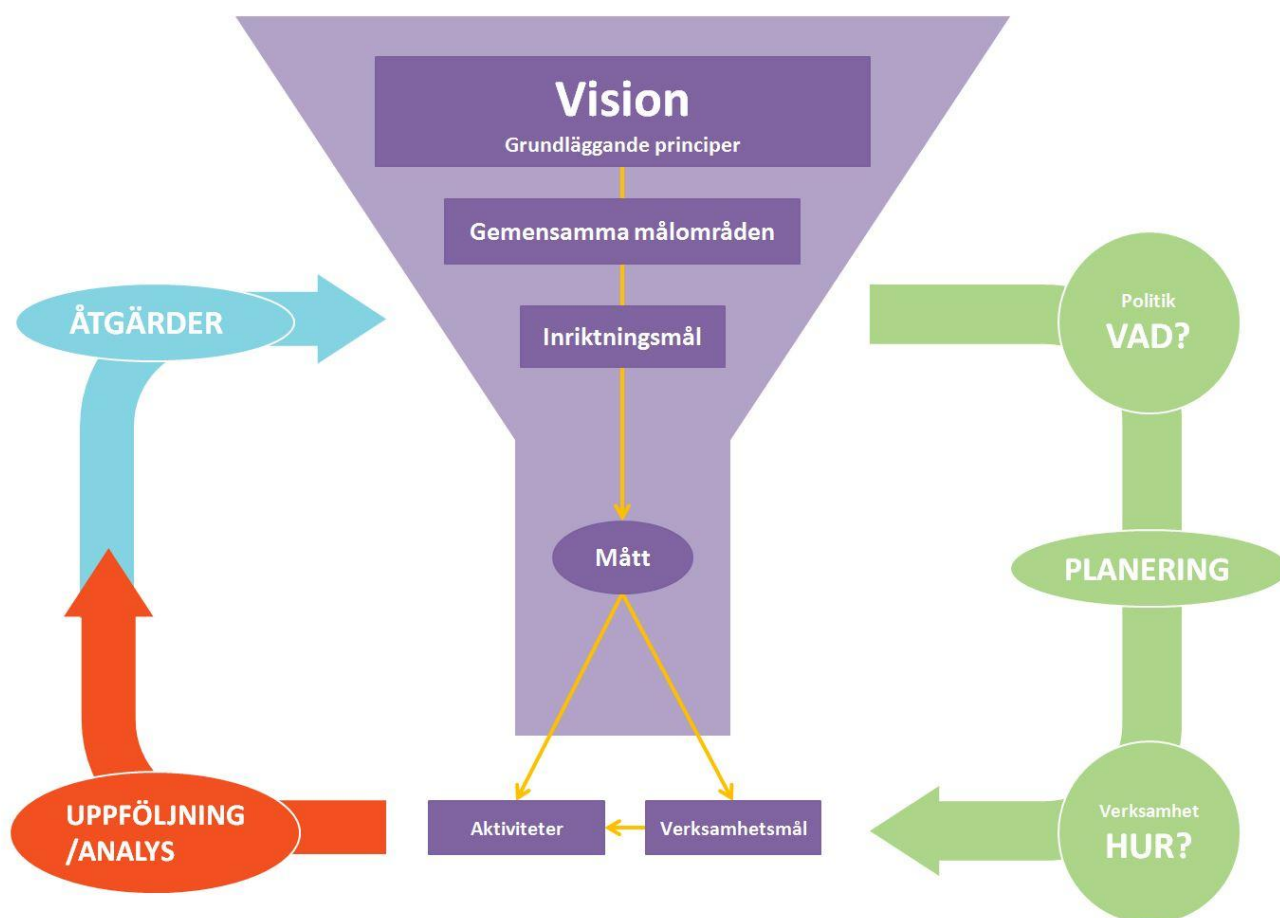 Vision
Grundläggande principer
Gemensamma målområden
Inriktningsmål
Mått
Aktiviteter
Verksamhetsmål
Politik
VAD?
PLANERING
Verksamhet
HUR?
UPPFÖLJNING
/ANALYS
ÅTGÄRDER